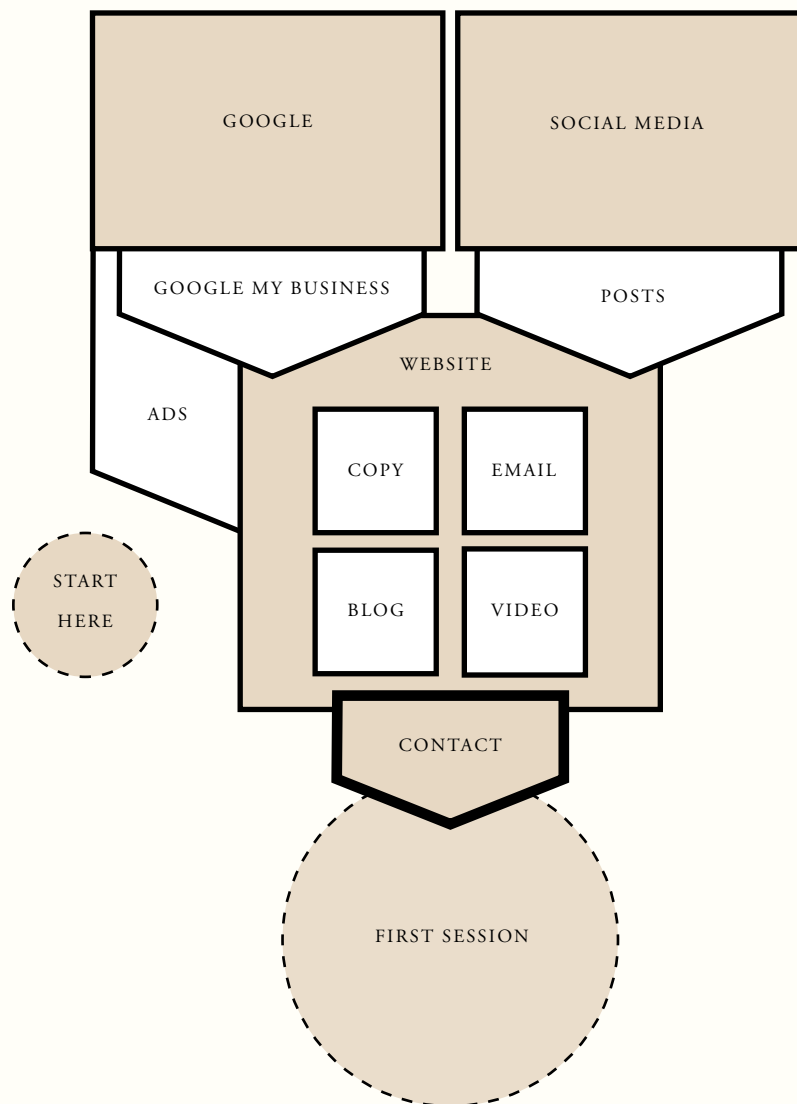 GOOGLE
SOCIAL MEDIA
GOOGLE MY BUSINESS
POSTS
WEBSITE
ADS
COPY
EMAIL
START
HERE
BLOG
VIDEO
CONTACT
FIRST SESSION